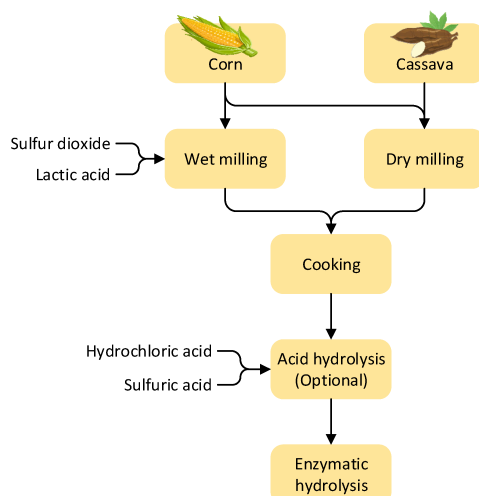 Corn
Cassava
Sulfur dioxide
Lactic acid
Wet milling
Dry milling
Cooking
Hydrochloric acid
Sulfuric acid
Acid hydrolysis
(Optional)
Enzymatic
hydrolysis